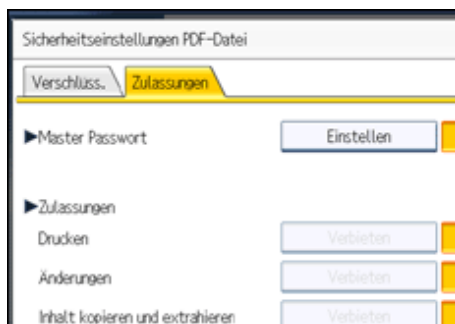 Sicherheitseinstellungen PDF-Datei
Verschlüss. Zulassungen
►Master Passwort Einstellen
►Zulassungen
Drucken Verbieten
Änderungen Verbieten
Inhalt kopieren und extrahieren Verbieten